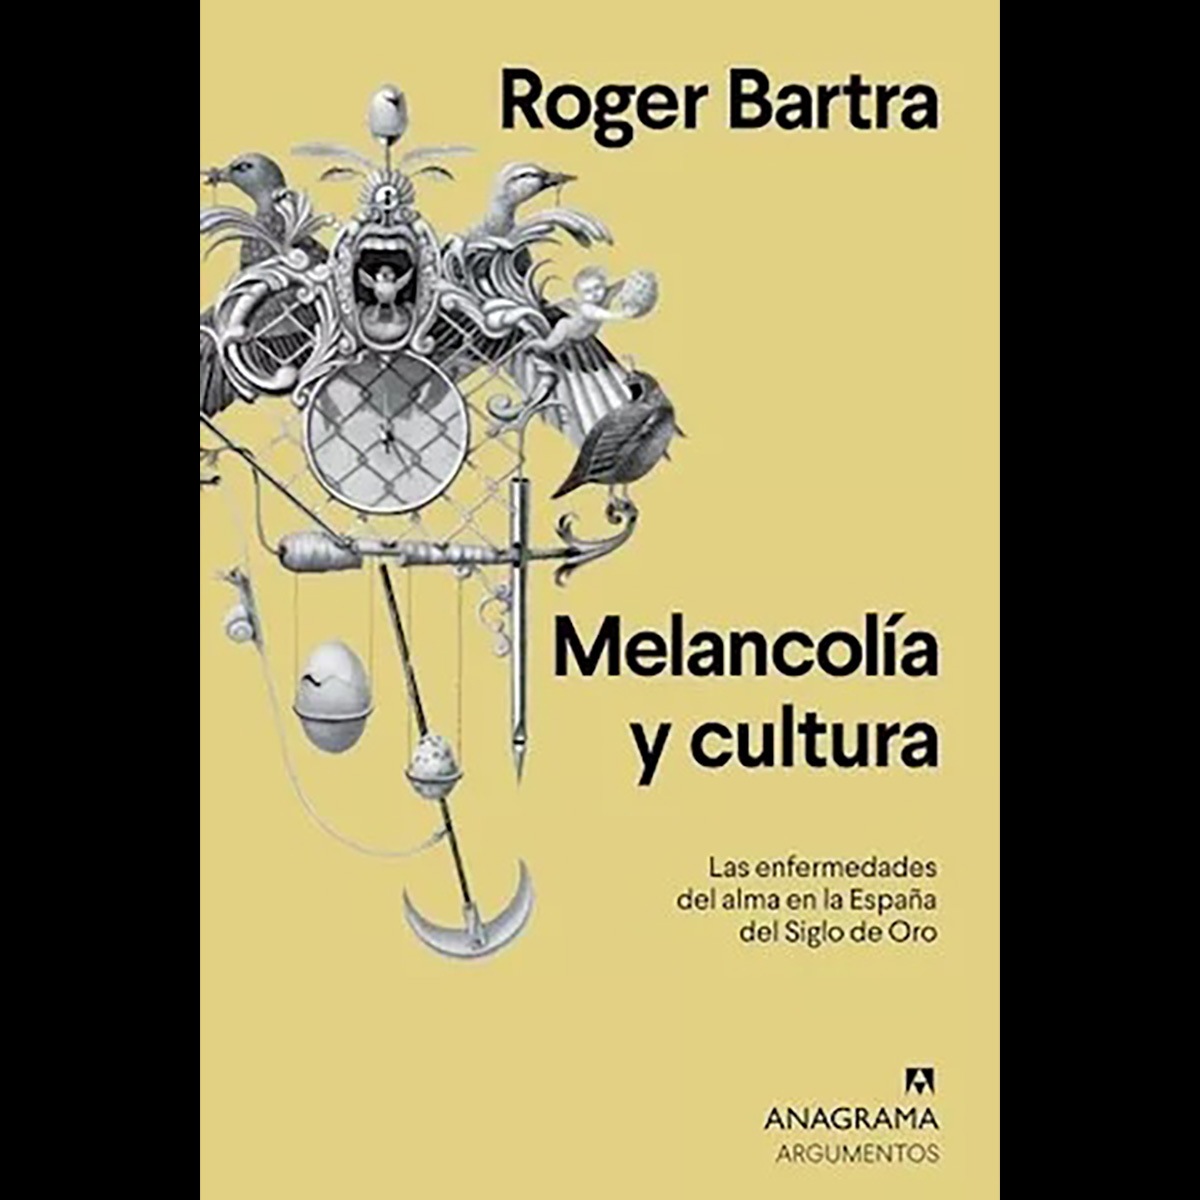 Roger Bartra
Melancolía
y cultura
Las enfermedades
del alma en la España
del Siglo de Oro
ANAGRAMA
ARGUMENTOS